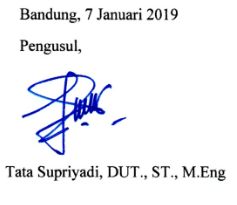 Bandung, 7 Januari 2019
Pengusul,
Tata Supriyadi, DUT., ST., M.Eng